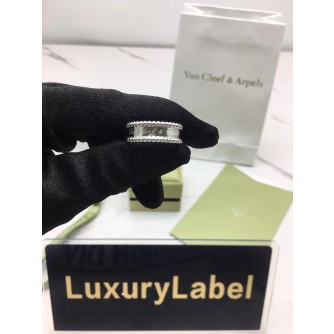 Van Cleef & Arpels
LuxuryLabel